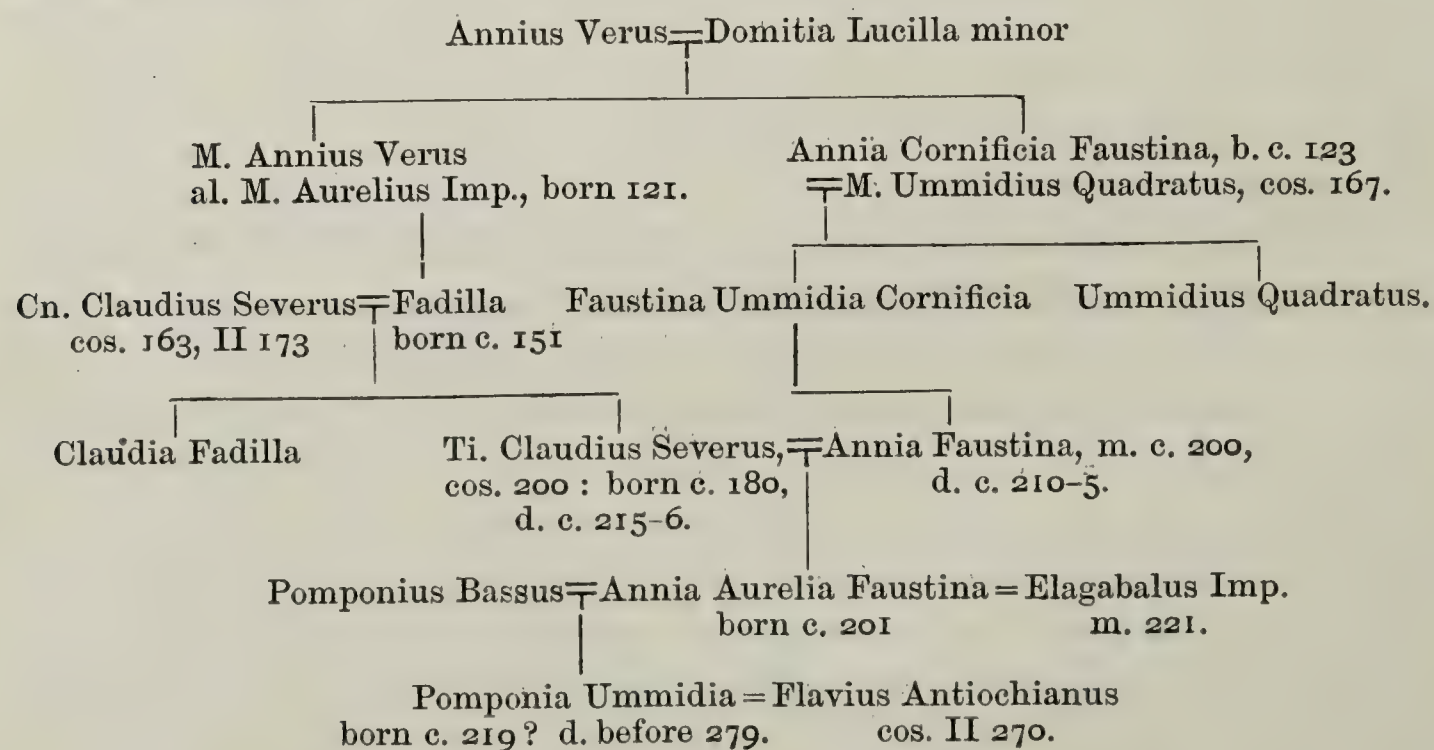 Annius Verus=Domitia Lucilla minor
M. Annius Verus Annia Cornificia Faustina, b. c. 123
al. M. Aurelius Imp., born 121. =M. Ummidius Quadratus, cos. 167.
Cn. Claudius Severus=Fadilla Faustina Ummidia Cornificia Ummidius Quadratus.
cos. 163, II 173 born c. 151
Claudia Fadilla Ti. Claudius Severus,=Annia Faustina, m. c. 200,
cos. 200 : born c. 180, d. c. 210-5.
d. c. 215-6.
Pomponius Bassus=Annia Aurelia Faustina=Elagabalus Imp.
born c. 201 m. 221.
Pomponia Ummidia=Flavius Antiochianus
born c. 219? d. before 279. cos. II 270.